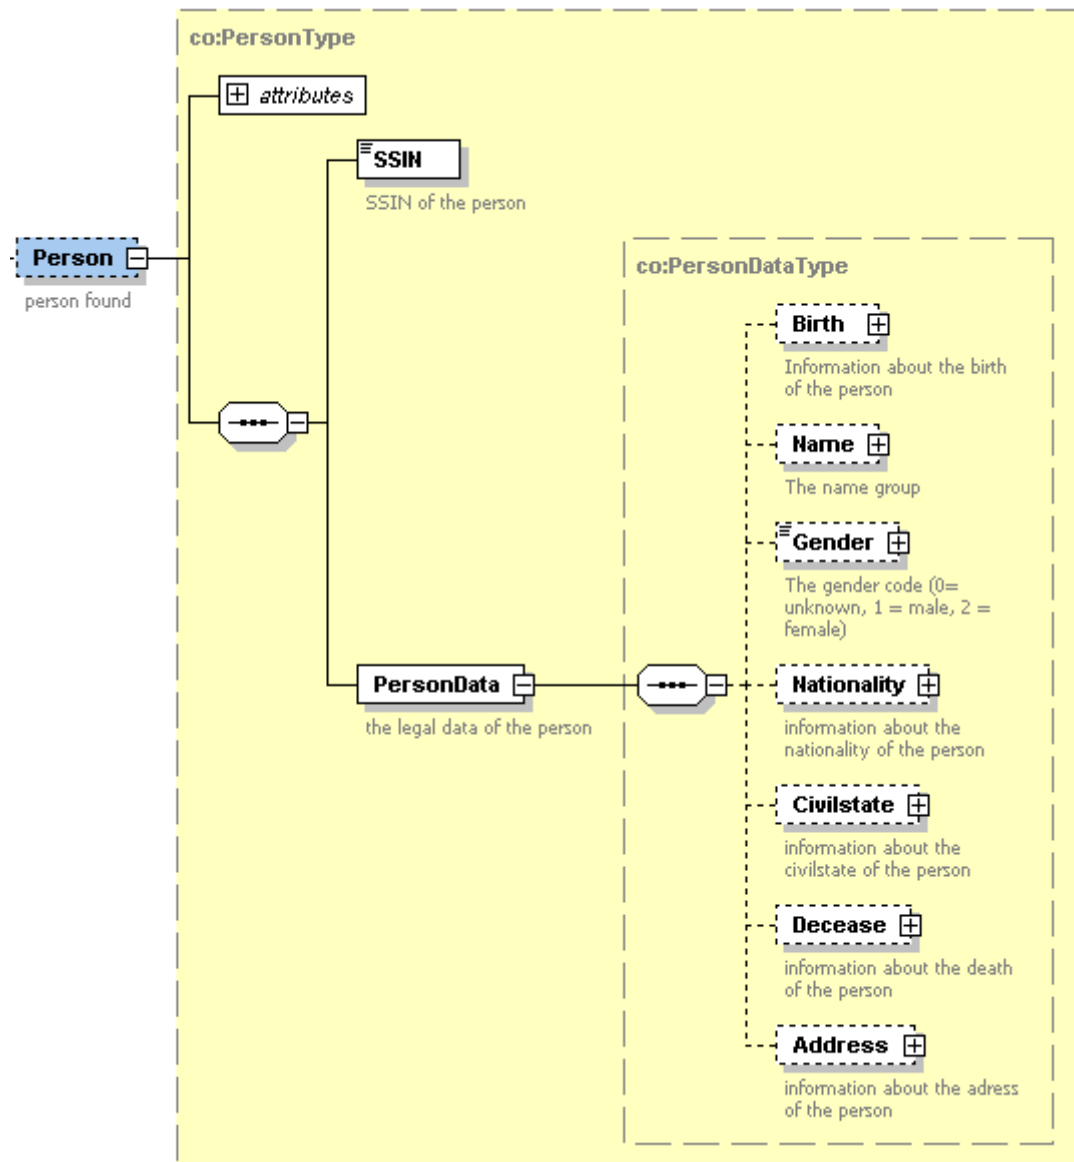 co:PersonType
attributes
SSIN
SSIN of the person
Person
person found
co:PersonDataType
Birth
Information about the birth
of the person
Name
The name group
Gender
The gender code (0=
unknown, 1 = male, 2 =
female)
PersonData
the legal data of the person
Nationality
information about the
nationality of the person
Civilstate
information about the
civilstate of the person
Decease
information about the death
of the person
Address
information about the adress
of the person